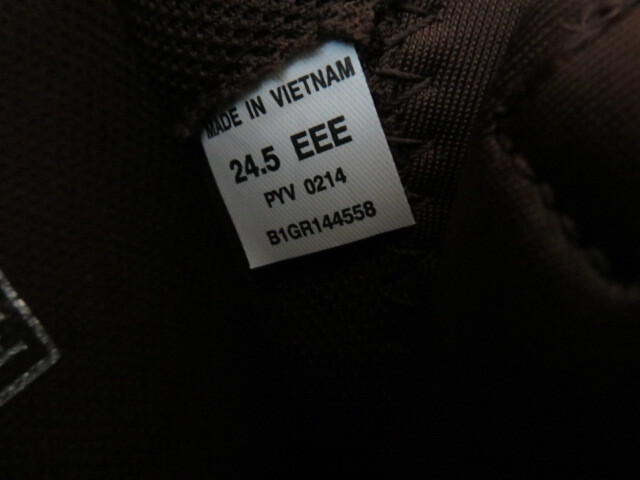 MADE IN VIETNAM
24.5 EEE
PYV 0214
B1GR144558